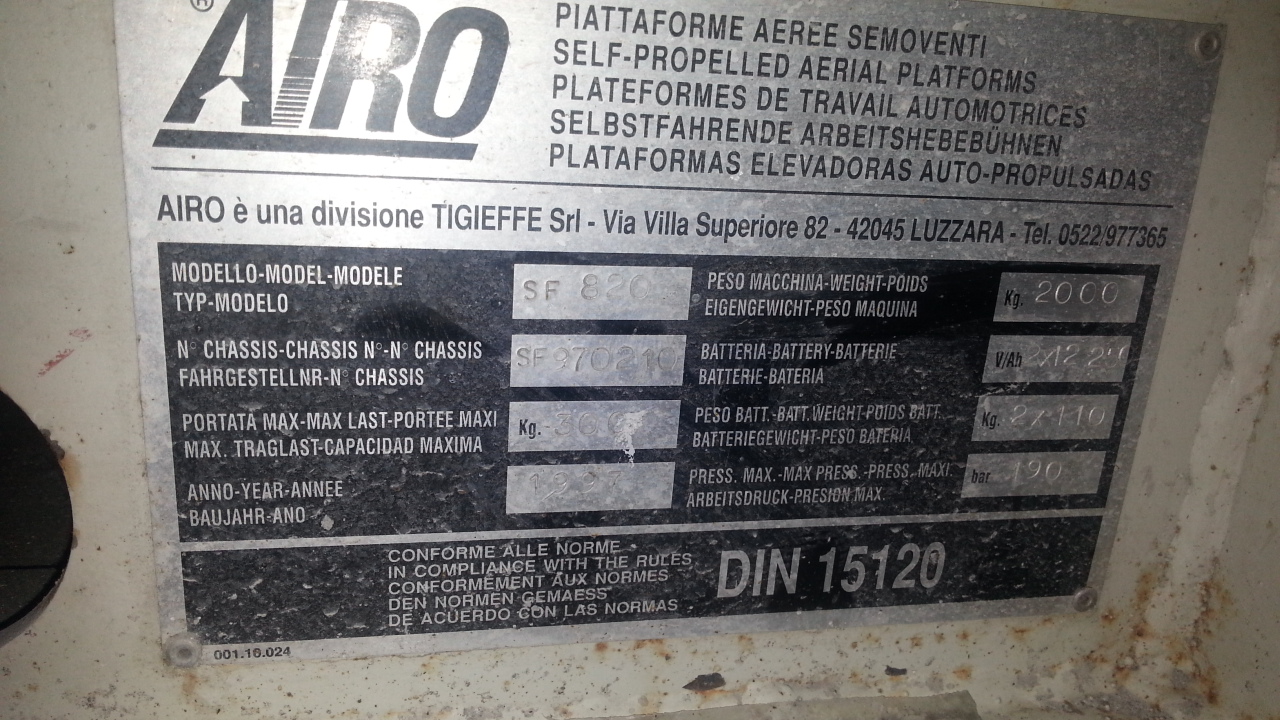 ® AIRO
PIATTAFORME AEREE SEMOVENTI
SELF-PROPELLED AERIAL PLATFORMS
PLATEFORMES DE TRAVAIL AUTOMOTRICES
SELBSTFAHRENDE ARBEITSHEBEBÜHNEN
PLATAFORMAS ELEVADORAS AUTO-PROPULSADAS
AIRO è una divisione TIGIEFFE Srl - Via Villa Superiore 82 - 42045 LUZZARA - Tel. 0522/977365
MODELLO-MODEL-MODELE
TYP-MODELO
SF 820
N° CHASSIS-CHASSIS N°-N° CHASSIS
FAHRGESTELLNR-N° CHASSIS
SF970210
PORTATA MAX-MAX LAST-PORTEE MAXI
MAX. TRAGLAST-CAPACIDAD MAXIMA
Kg.
ANNO-YEAR-ANNEE
BAUJAHR-ANO
1997
PESO MACCHINA-WEIGHT-POIDS
EIGENGEWICHT-PESO MAQUINA
Kg. 2000
BATTERIA-BATTERY-BATTERIE
BATTERIE-BATERIA
V/Ah
PESO BATT.-BATT.WEIGHT-POIDS BATT.
BATTERIEGEWICHT-PESO BATERIA
Kg. 2X110
PRESS. MAX.-MAX PRESS.-PRESS. MAXI.
ARBEITSDRUCK-PRESION MAX.
bar 190
CONFORME ALLE NORME
IN COMPLIANCE WITH THE RULES
CONFORMÉMENT AUX NORMES
DEN NORMEN GEMAESS
DE ACUERDO CON LAS NORMAS
DIN 15120
001.16.024